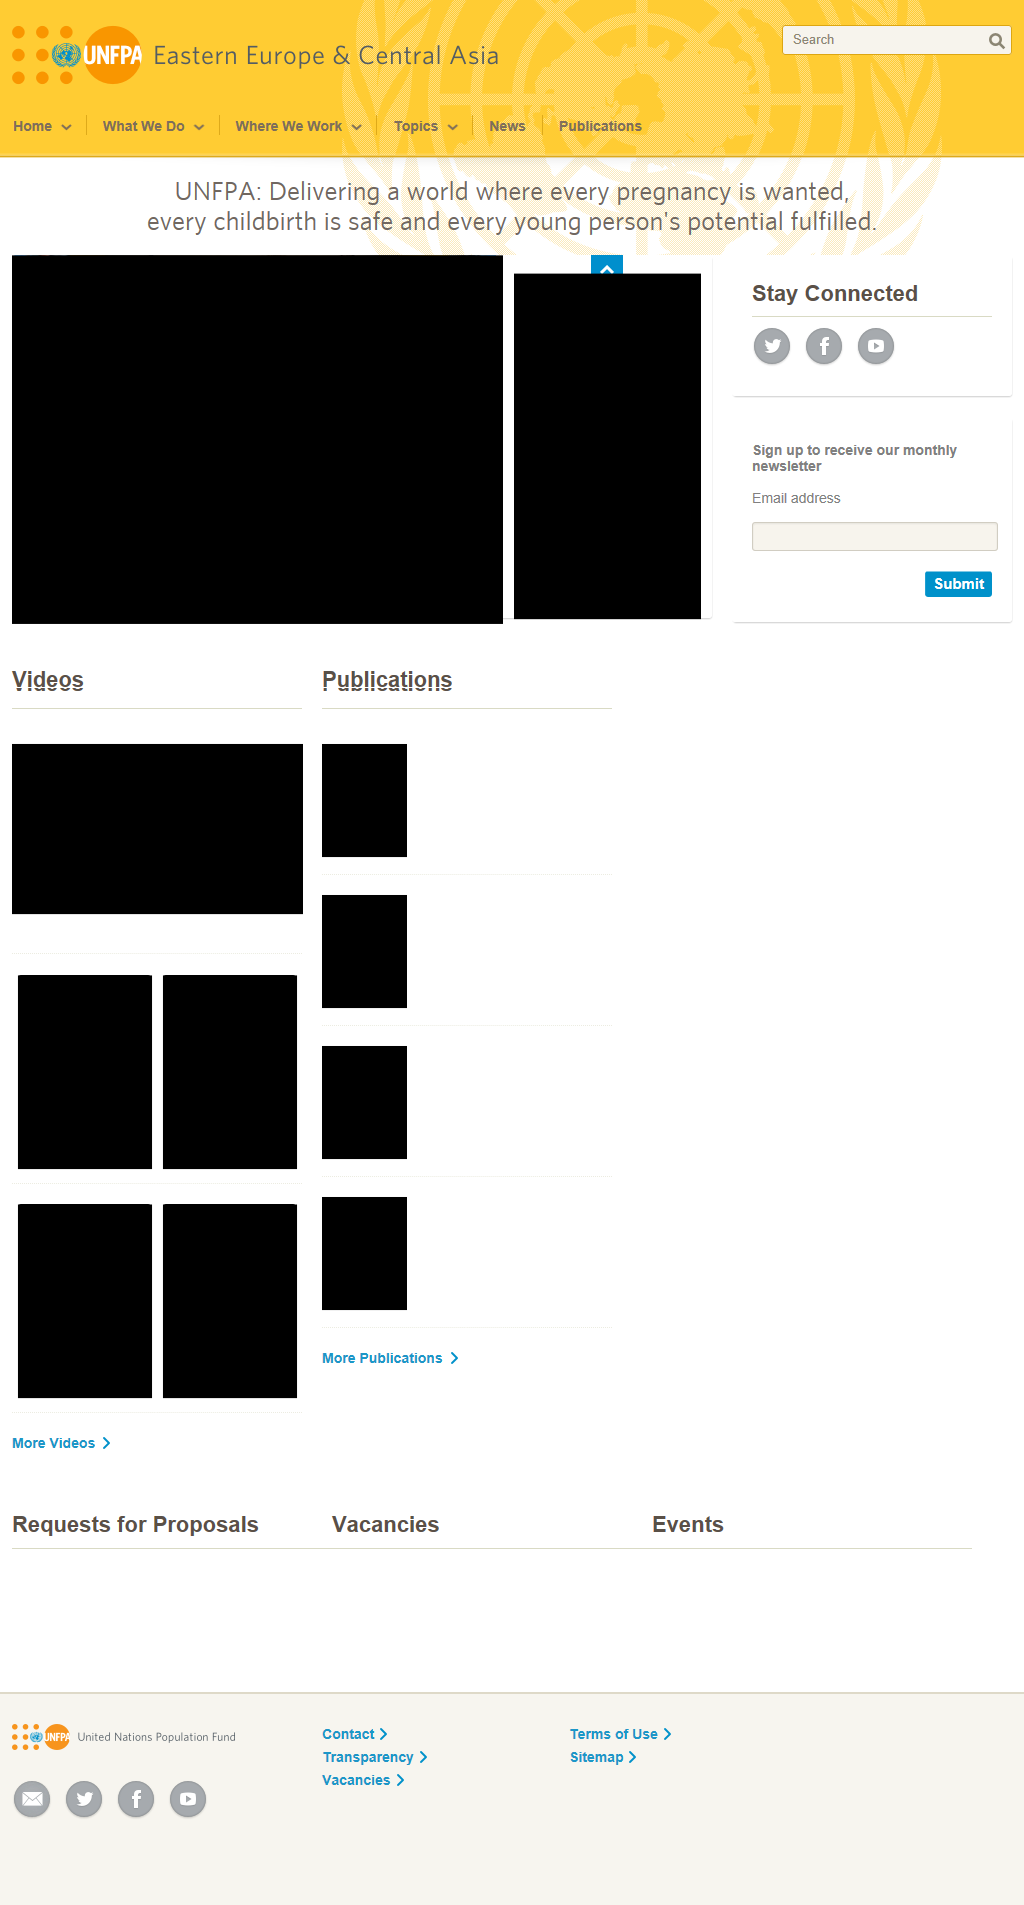 UNFPA
Eastern Europe & Central Asia
Search
Home
What We Do
Where We Work
Topics
News
Publications
UNFPA: Delivering a world where every pregnancy is wanted,
every childbirth is safe and every young person's potential fulfilled.
Stay Connected
Sign up to receive our monthly
newsletter
Email address
Submit
Videos
Publications
More Publications
More Videos
Requests for Proposals
Vacancies
Events
UNFPA
United Nations Population Fund
Contact
Transparency
Vacancies
Terms of Use
Sitemap